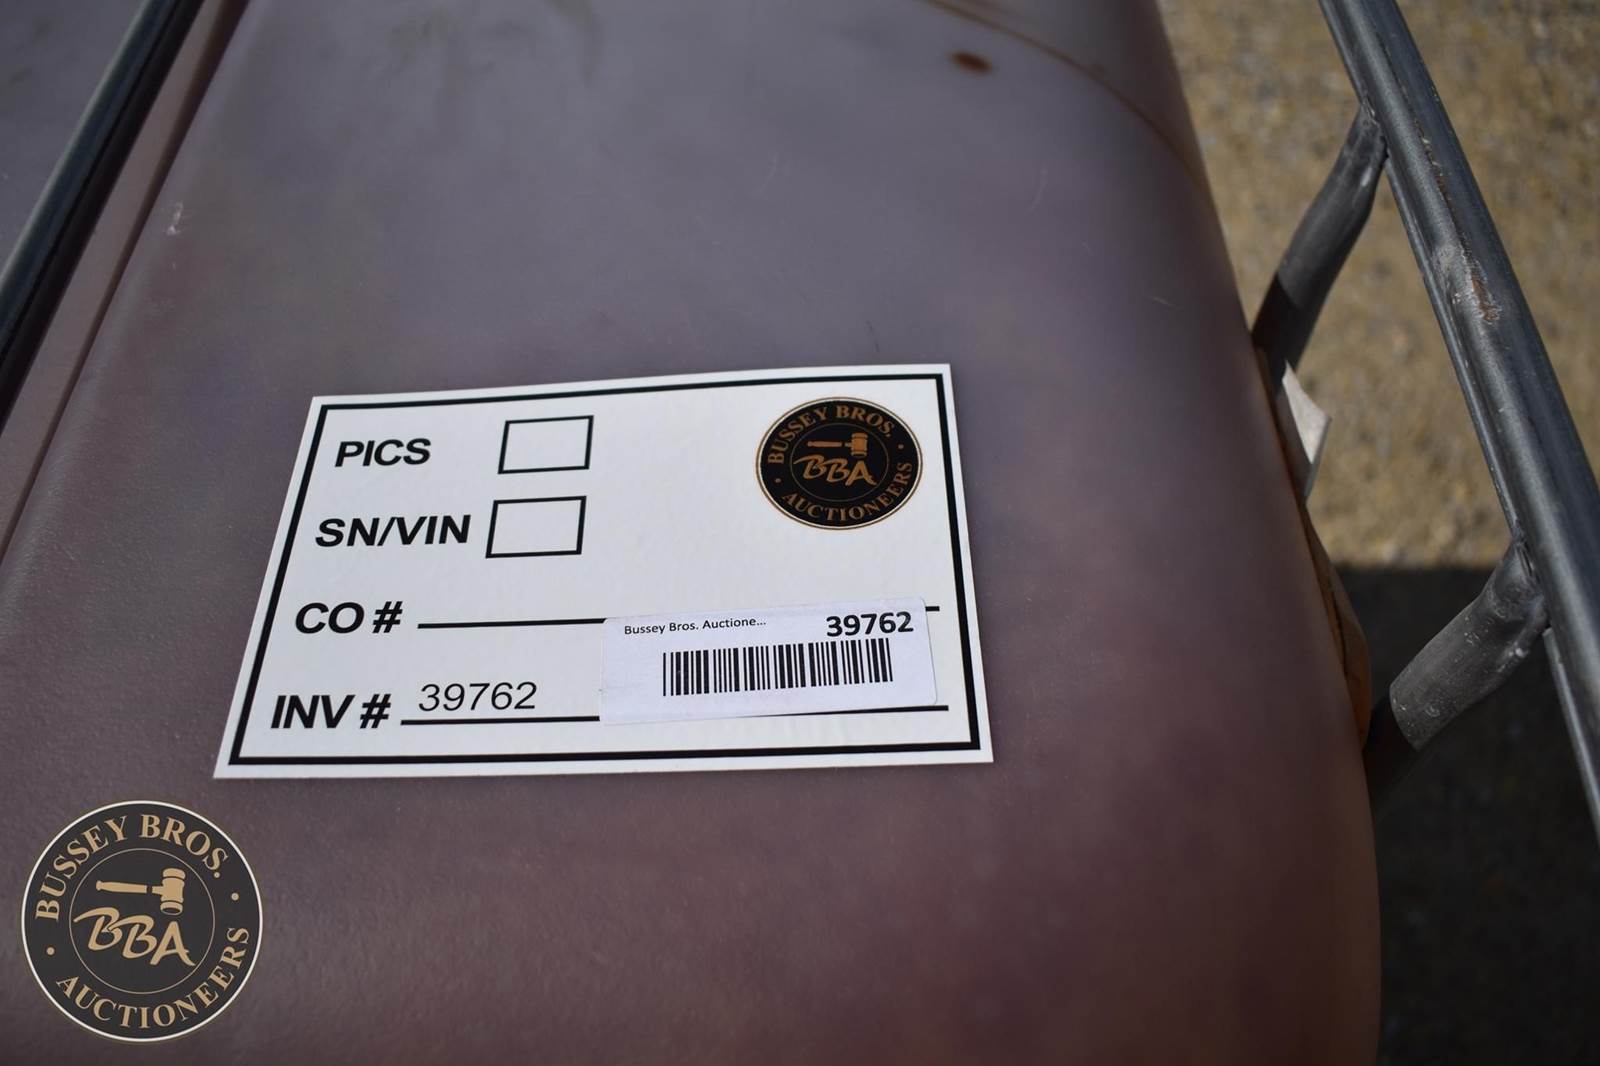 PICS
SN/VIN
CO #
INV # 39762
BUSSEY BROS.
BBA
AUCTIONEERS
Bussey Bros. Auctione... 39762
BUSSEY BROS.
BBA
AUCTIONEERS